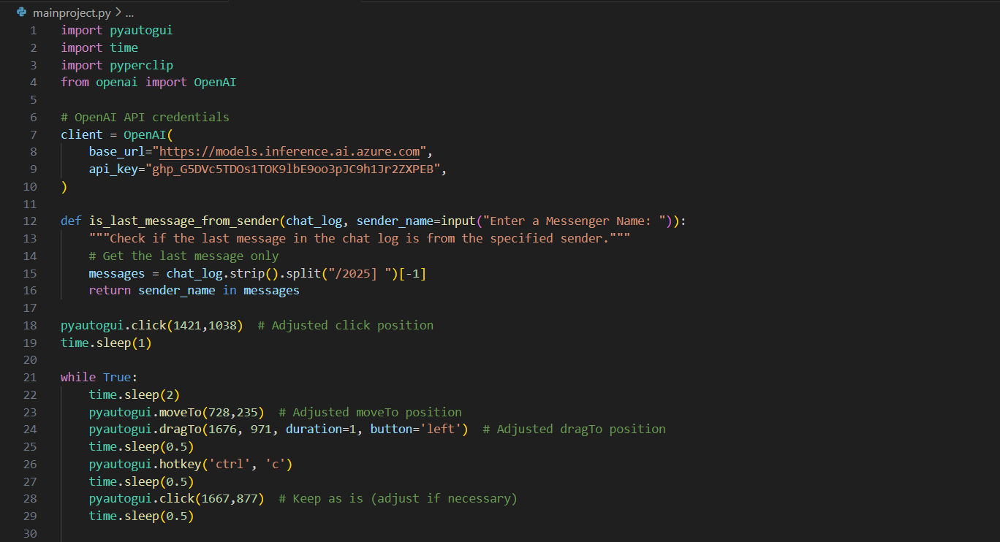 mainproject.py > ...
1 import pyautogui
2 import time
3 import pyperclip
4 from openai import OpenAI
5
6 # OpenAI API credentials
7 client = OpenAI(
8     base_url="https://models.inference.ai.azure.com",
9     api_key="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",
10 )
11
12 def is_last_message_from_sender(chat_log, sender_name=input("Enter a Messenger Name: ")):
13     """Check if the last message in the chat log is from the specified sender."""
14     # Get the last message only
15     messages = chat_log.strip().split("/2025] ")[-1]
16     return sender_name in messages
17
18 pyautogui.click(1421,1038)  # Adjusted click position
19 time.sleep(1)
20
21 while True:
22     time.sleep(2)
23     pyautogui.moveTo(728,235)  # Adjusted moveTo position
24     pyautogui.dragTo(1676, 971, duration=1, button='left')  # Adjusted dragTo position
25     time.sleep(0.5)
26     pyautogui.hotkey('ctrl', 'c')
27     time.sleep(0.5)
28     pyautogui.click(1667,877)  # Keep as is (adjust if necessary)
29     time.sleep(0.5)
30